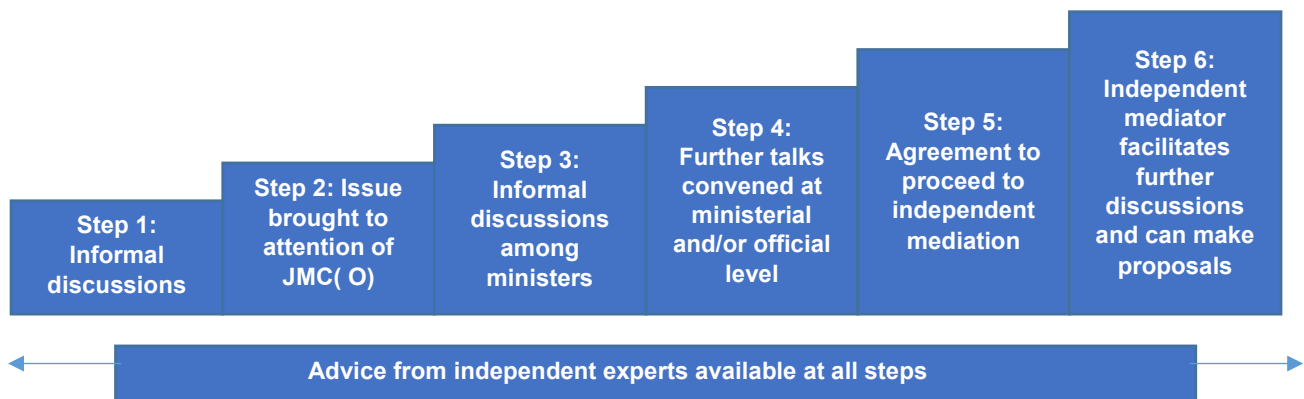 Step 1:
Informal
discussions
Step 2: Issue
brought to
attention of
JMC( O)
Step 3:
Informal
discussions
among
ministers
Step 4:
Further talks
convened at
ministerial
and/or official
level
Step 5:
Agreement to
proceed to
independent
mediation
Step 6:
Independent
mediator
facilitates
further
discussions
and can make
proposals
Advice from independent experts available at all steps